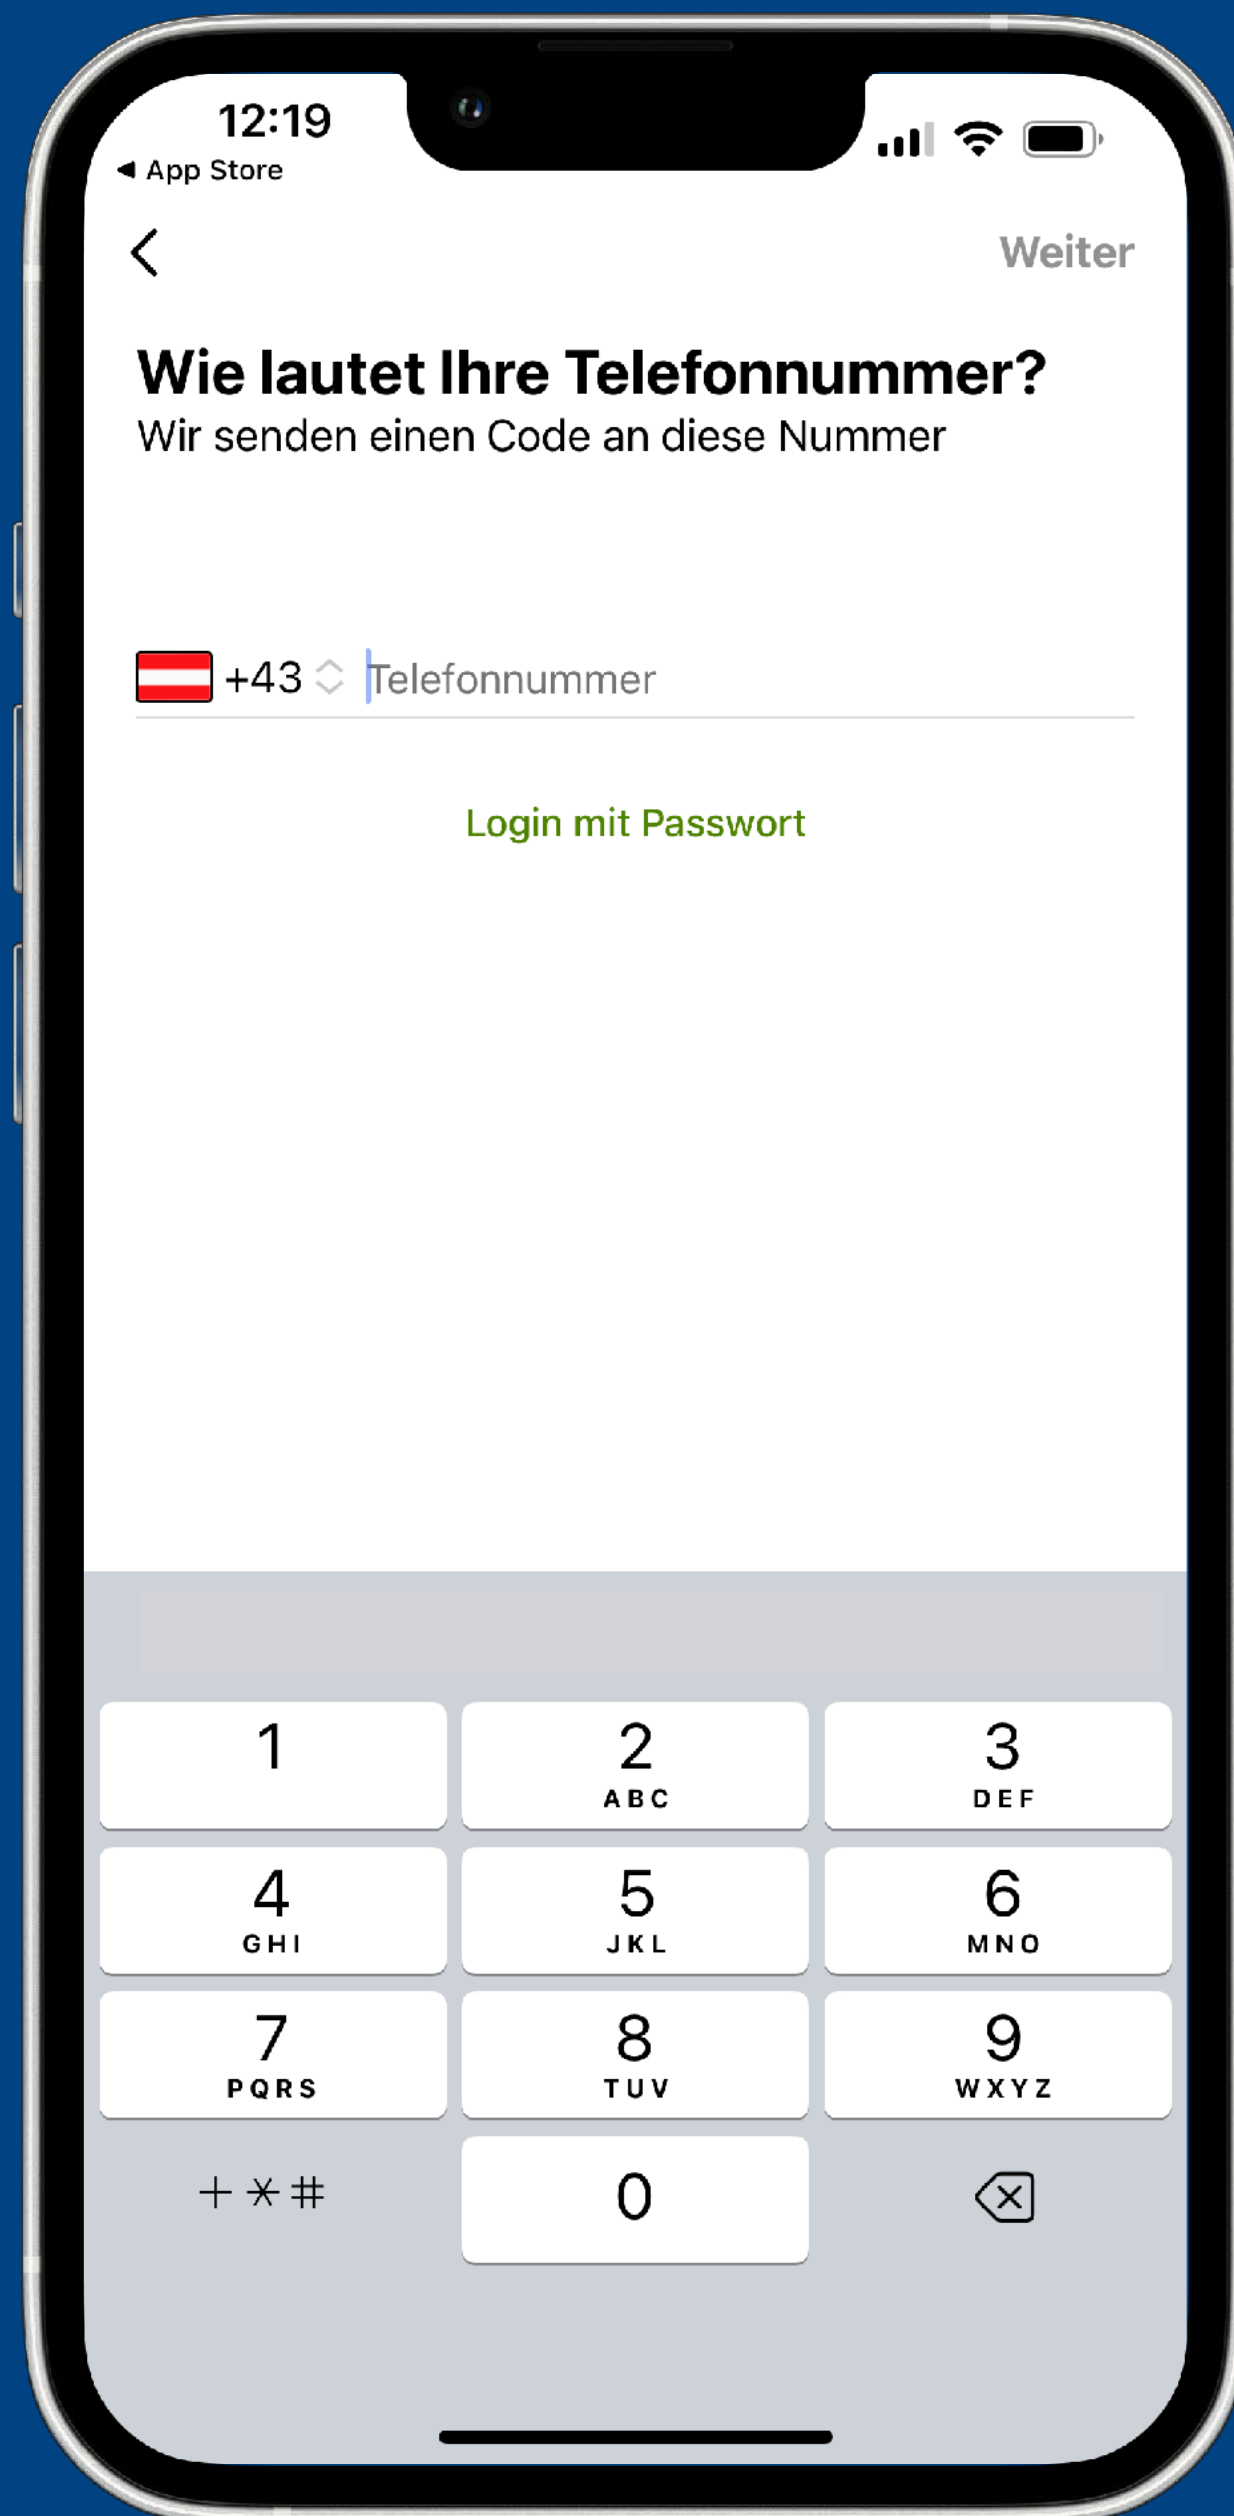 12:19
◀ App Store
Weiter
Wie lautet Ihre Telefonnummer?
Wir senden einen Code an diese Nummer
+43 Telefonnummer
Login mit Passwort
1 2 3
ABC DEF
4 5 6
GHI JKL MNO
7 8 9
PQRS TUV WXYZ
+*# 0